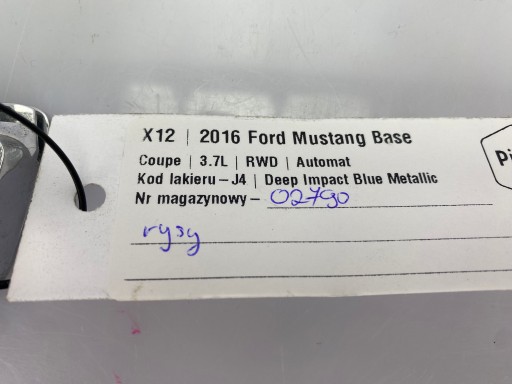 X12 | 2016 Ford Mustang Base
Coupe | 3.7L | RWD | Automat
Kod lakieru – J4 | Deep Impact Blue Metallic
Nr magazynowy – 02790
rysy